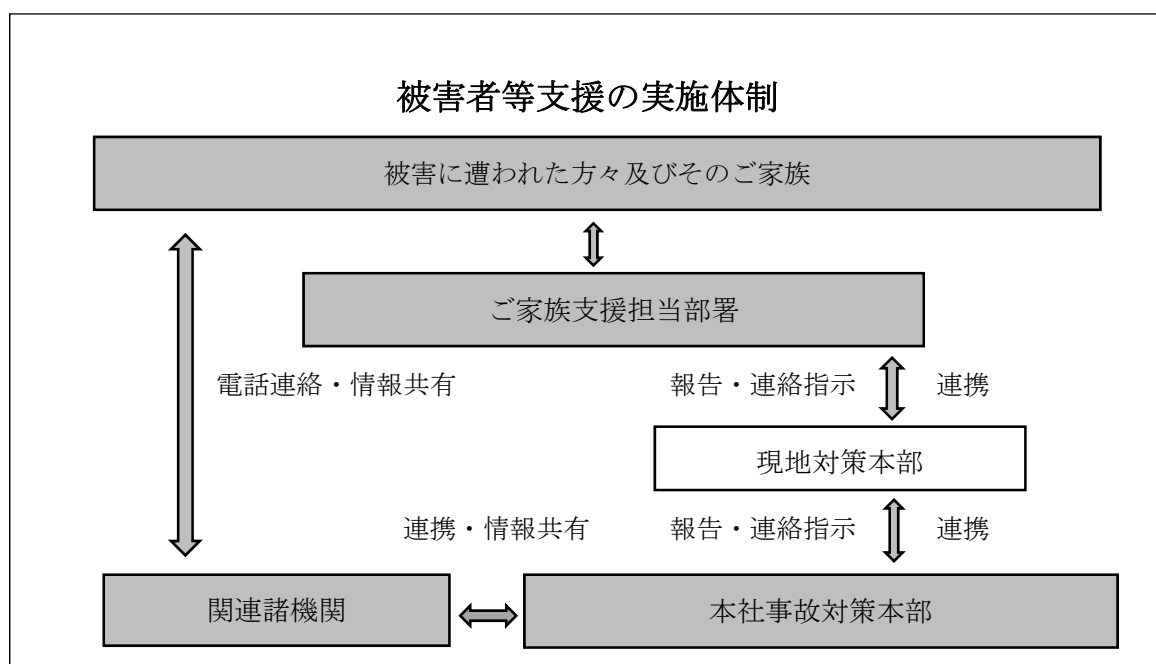 被害者等支援の実施体制
被害に遭われた方々及びそのご家族
ご家族支援担当部署
電話連絡・情報共有
報告・連絡指示
連携
現地対策本部
連携・情報共有
報告・連絡指示
連携
関連諸機関
本社事故対策本部